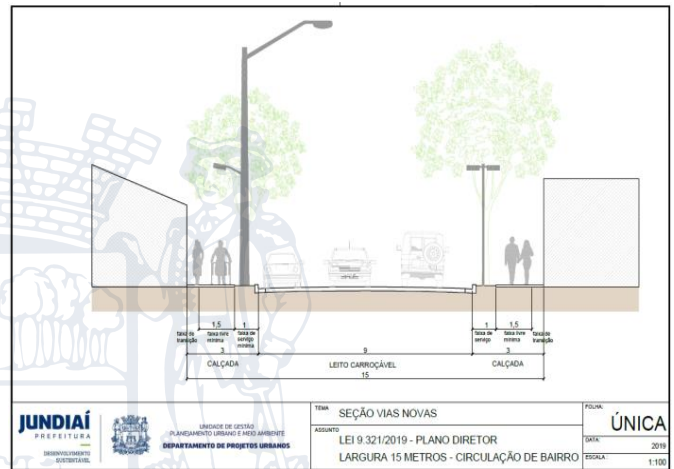 1,5
1
1
1,5
faixa de
transição
faixa livre
mínima
faixa de
serviço
mínima
faixa de
serviço
faixa livre
mínima
faixa de
transição
3
9
3
CALÇADA
LEITO CARROÇÁVEL
CALÇADA
15
JUNDIAÍ
PREFEITURA
DESENVOLVIMENTO
SUSTENTÁVEL
UNIDADE DE GESTÃO
PLANEJAMENTO URBANO E MEIO AMBIENTE
DEPARTAMENTO DE PROJETOS URBANOS
TEMA
SEÇÃO VIAS NOVAS
ASSUNTO
LEI 9.321/2019 - PLANO DIRETOR
LARGURA 15 METROS - CIRCULAÇÃO DE BAIRRO
FOLHA:
ÚNICA
DATA:
2019
ESCALA :
1:100